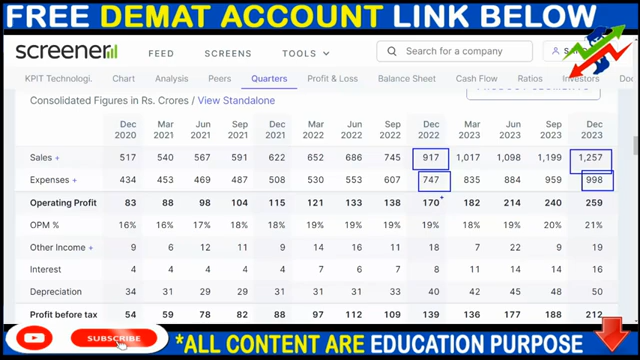 FREE DEMAT ACCOUNT LINK BELOW
screener FEED SCREENS TOOLS Search for a company
KPIT Technologi. Chart Analysis Peers Quarters Profit & Loss Balance Sheet Cash Flow Ratios Investors
Consolidated Figures in Rs. Crores / View Standalone
Dec 2020 Mar 2021 Jun 2021 Sep 2021 Dec 2021 Mar 2022 Jun 2022 Sep 2022 Dec 2022 Mar 2023 Jun 2023 Sep 2023 Dec 2023
Sales + 517 540 567 591 622 652 686 745 917 1,017 1,098 1,199 1,257
Expenses + 434 453 469 487 508 530 553 607 747 835 884 959 998
Operating Profit 83 88 98 104 115 121 133 138 170 182 214 240 259
OPM % 16% 16% 17% 18% 18% 19% 19% 19% 19% 18% 19% 20% 21%
Other Income + 9 6 12 11 9 14 16 11 18 7 22 9 19
Interest 4 4 4 4 4 6 7 7 8 11 14 14 16
Depreciation 34 31 29 29 31 31 31 33 40 42 45 48 50
Profit before tax 54 59 78 82 88 97 112 109 139 136 177 188 212
SUBSCRIBE *ALL CONTENT ARE EDUCATION PURPOSE